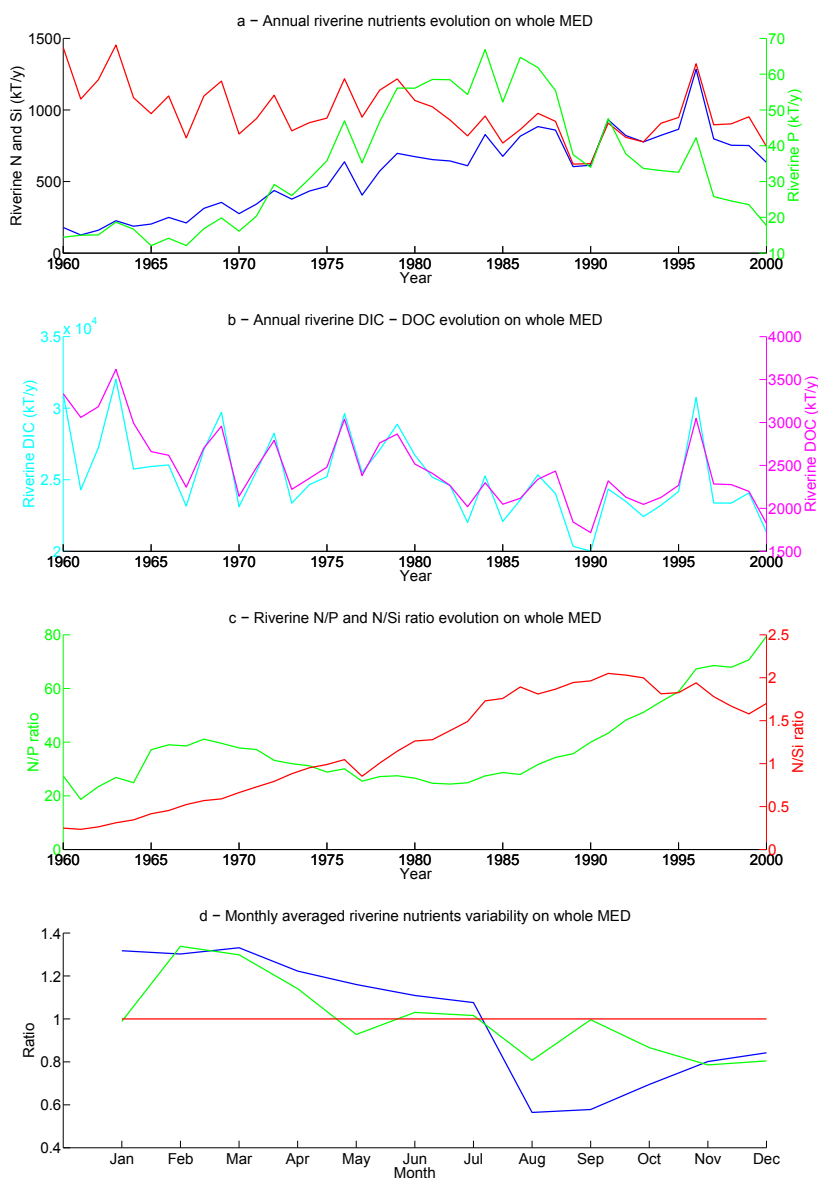 a − Annual riverine nutrients evolution on whole MED
1500
1000
500
0
Riverine N and Si (kT/y)
70
60
50
40
30
20
10
Riverine P (kT/y)
1960 1965 1970 1975 1980 1985 1990 1995 2000
Year
b − Annual riverine DIC − DOC evolution on whole MED
x 10^4
3.5
3
2.5
2
Riverine DIC (kT/y)
4000
3500
3000
2500
2000
1500
Riverine DOC (kT/y)
1960 1965 1970 1975 1980 1985 1990 1995 2000
Year
c − Riverine N/P and N/Si ratio evolution on whole MED
80
60
40
20
0
N/P ratio
2.5
2
1.5
1
0.5
0
N/Si ratio
1960 1965 1970 1975 1980 1985 1990 1995 2000
Year
d − Monthly averaged riverine nutrients variability on whole MED
1.4
1.2
1
0.8
0.6
0.4
Ratio
Jan Feb Mar Apr May Jun Jul Aug Sep Oct Nov Dec
Month